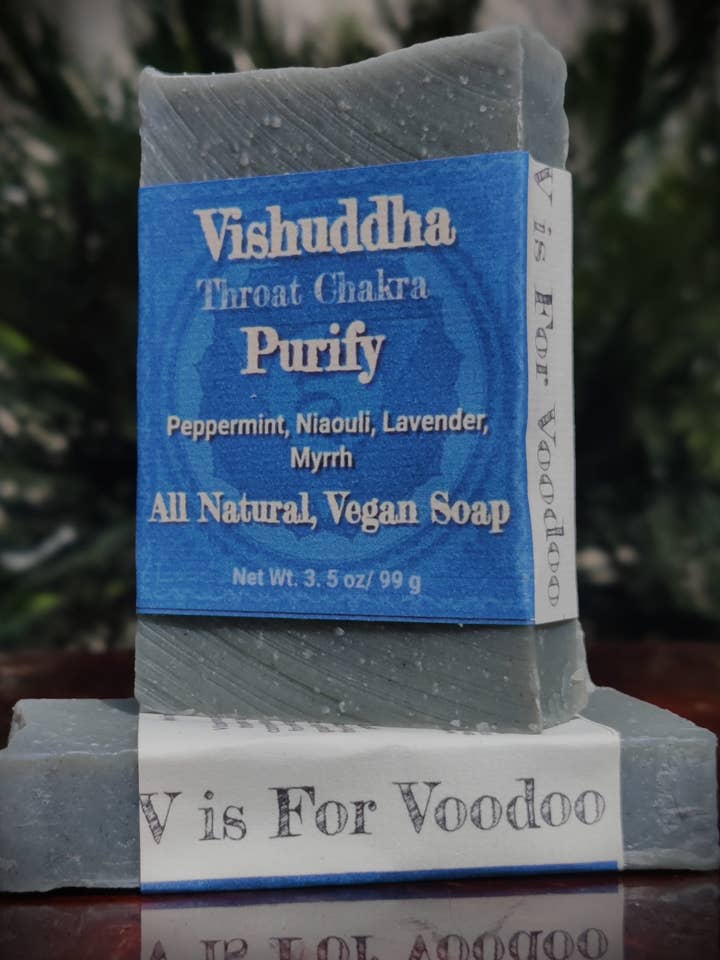 Vishuddha
Throat Chakra
Purify
Peppermint, Niaouli, Lavender,
Myrrh
All Natural, Vegan Soap
Net Wt. 3. 5 oz/ 99 g
V is For Voodoo
V is For Voodoo